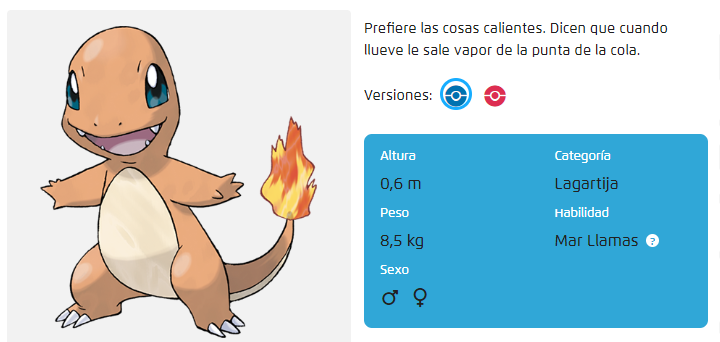 Prefiere las cosas calientes. Dicen que cuando
llueve le sale vapor de la punta de la cola.
Versiones:
Altura
0,6 m
Peso
8,5 kg
Sexo
♂ ♀
Categoría
Lagartija
Habilidad
Mar Llamas ?